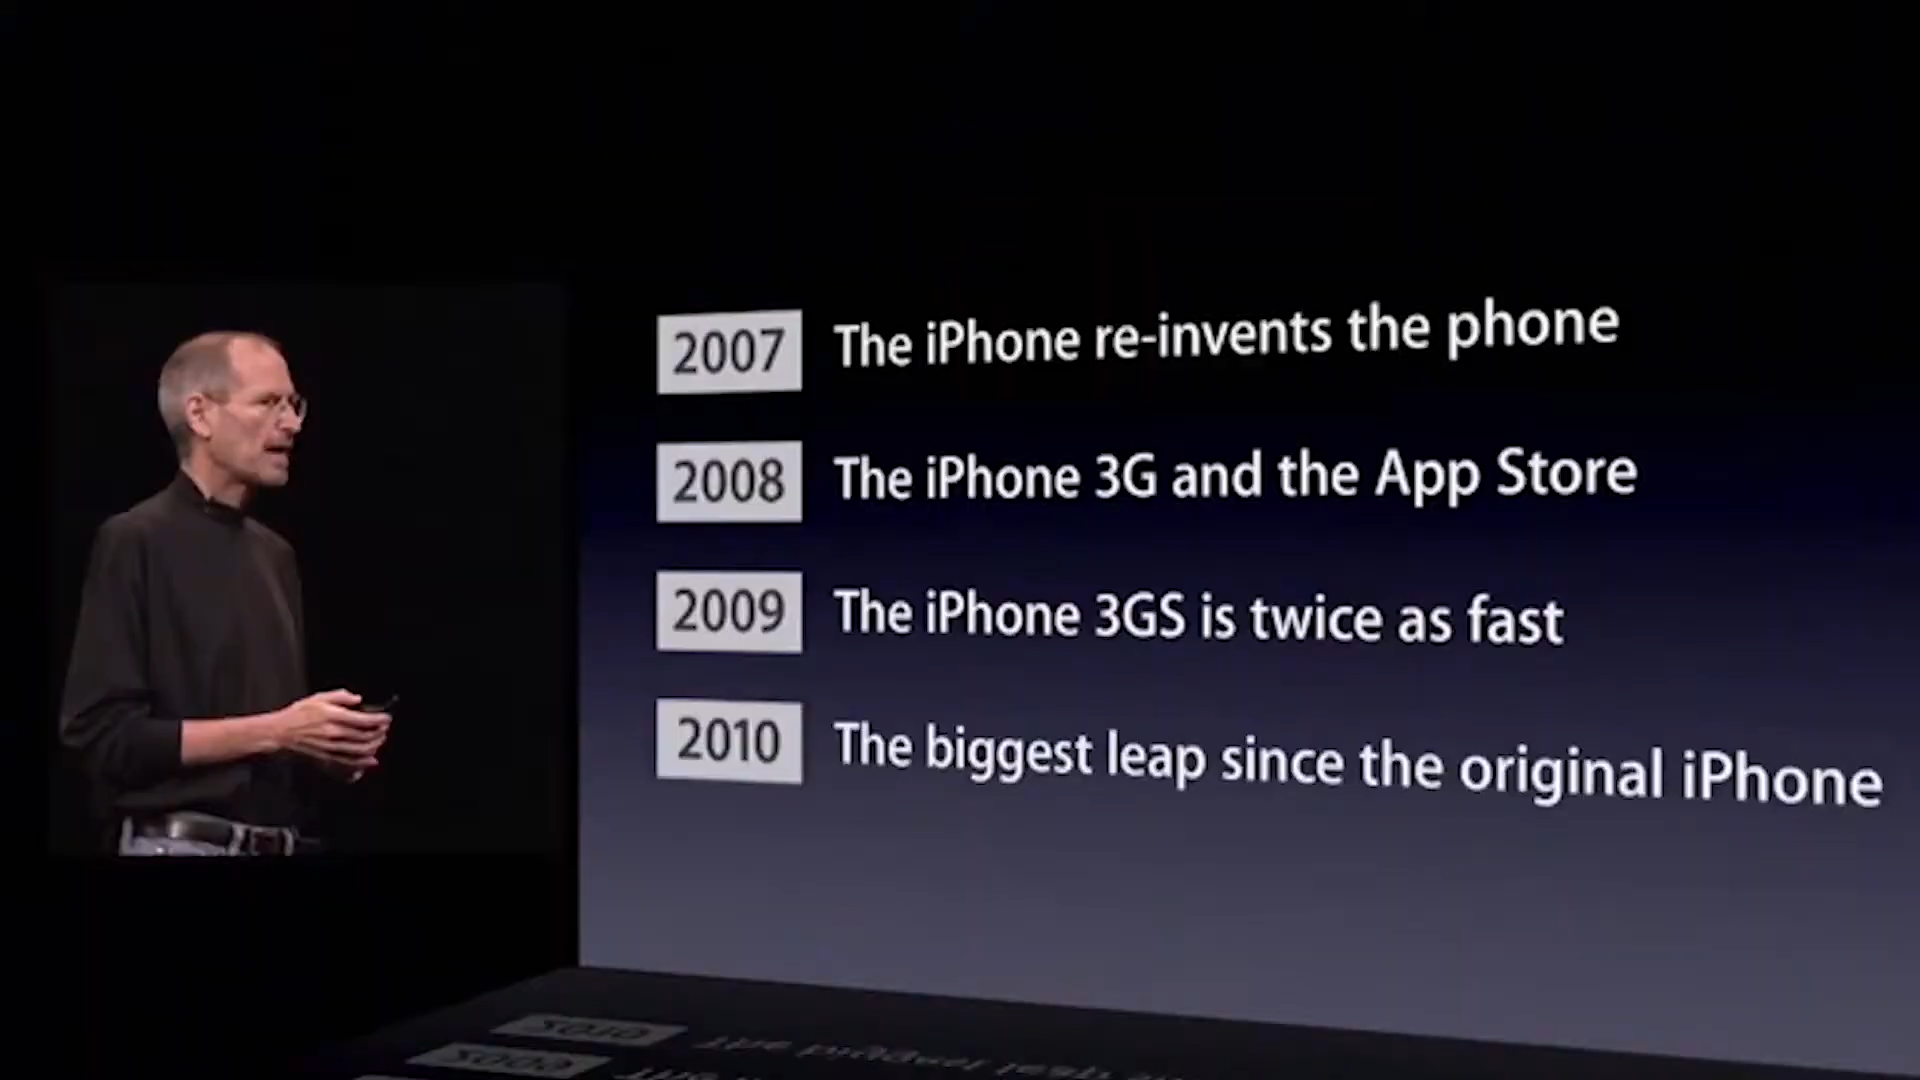 2007 The iPhone re-invents the phone
2008 The iPhone 3G and the App Store
2009 The iPhone 3GS is twice as fast
2010 The biggest leap since the original iPhone